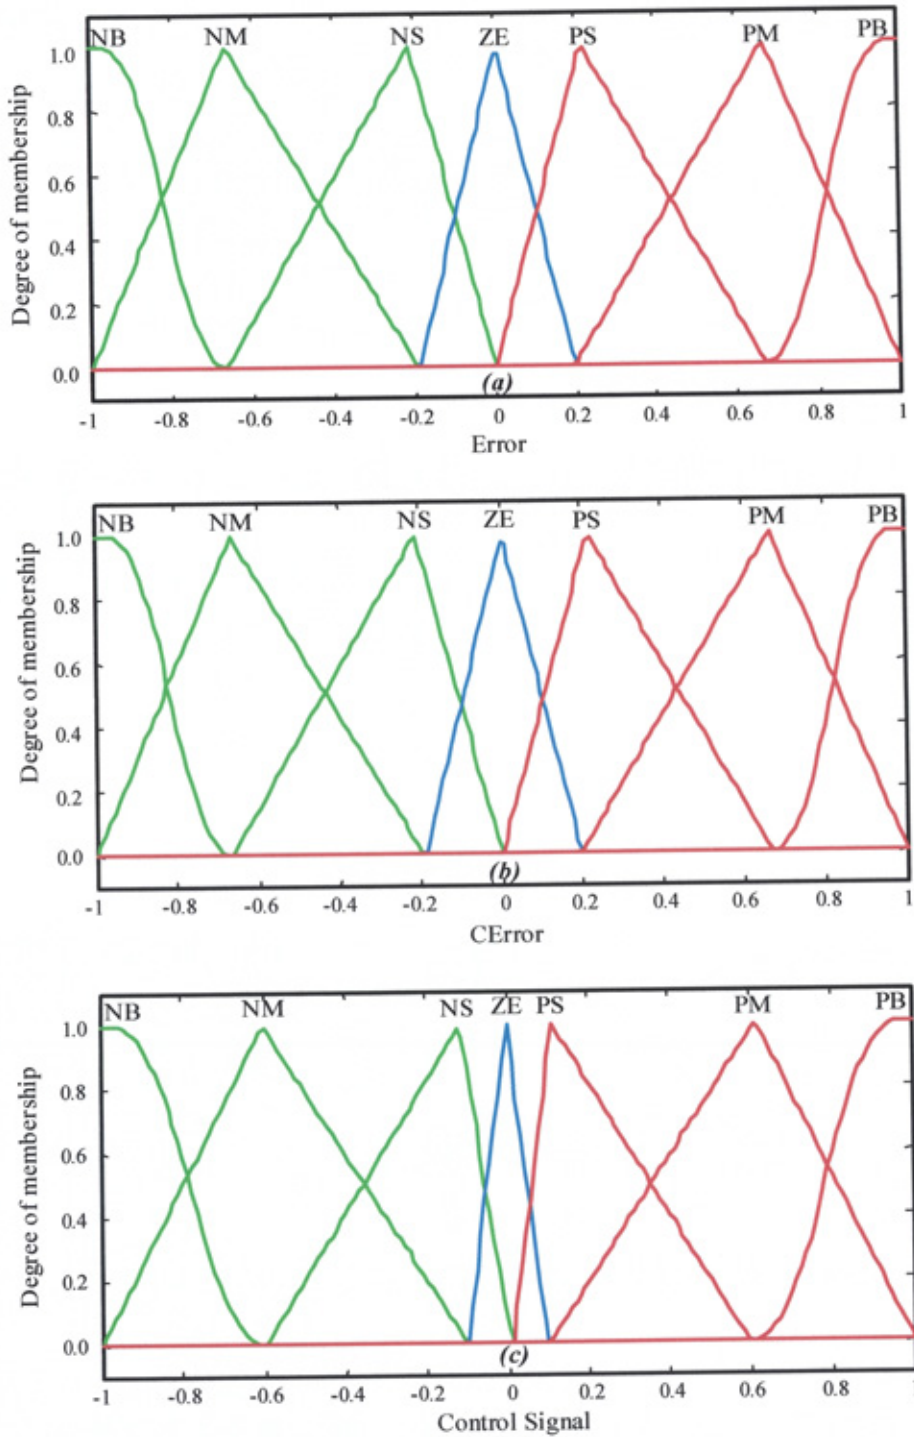 NB NM NS ZE PS PM PB
1.0
0.8
0.6
0.4
0.2
0.0
Degree of membership
(a)
-1 -0.8 -0.6 -0.4 -0.2 0 0.2 0.4 0.6 0.8 1
Error
NB NM NS ZE PS PM PB
1.0
0.8
0.6
0.4
0.2
0.0
Degree of membership
(b)
-1 -0.8 -0.6 -0.4 -0.2 0 0.2 0.4 0.6 0.8 1
CError
NB NM NS ZE PS PM PB
1.0
0.8
0.6
0.4
0.2
0.0
Degree of membership
(c)
-1 -0.8 -0.6 -0.4 -0.2 0 0.2 0.4 0.6 0.8 1
Control Signal